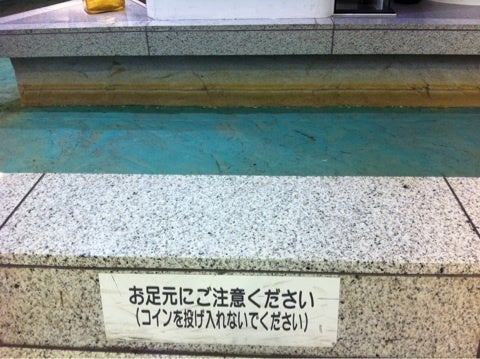 お足元にご注意ください
（コインを投げ入れないでください）